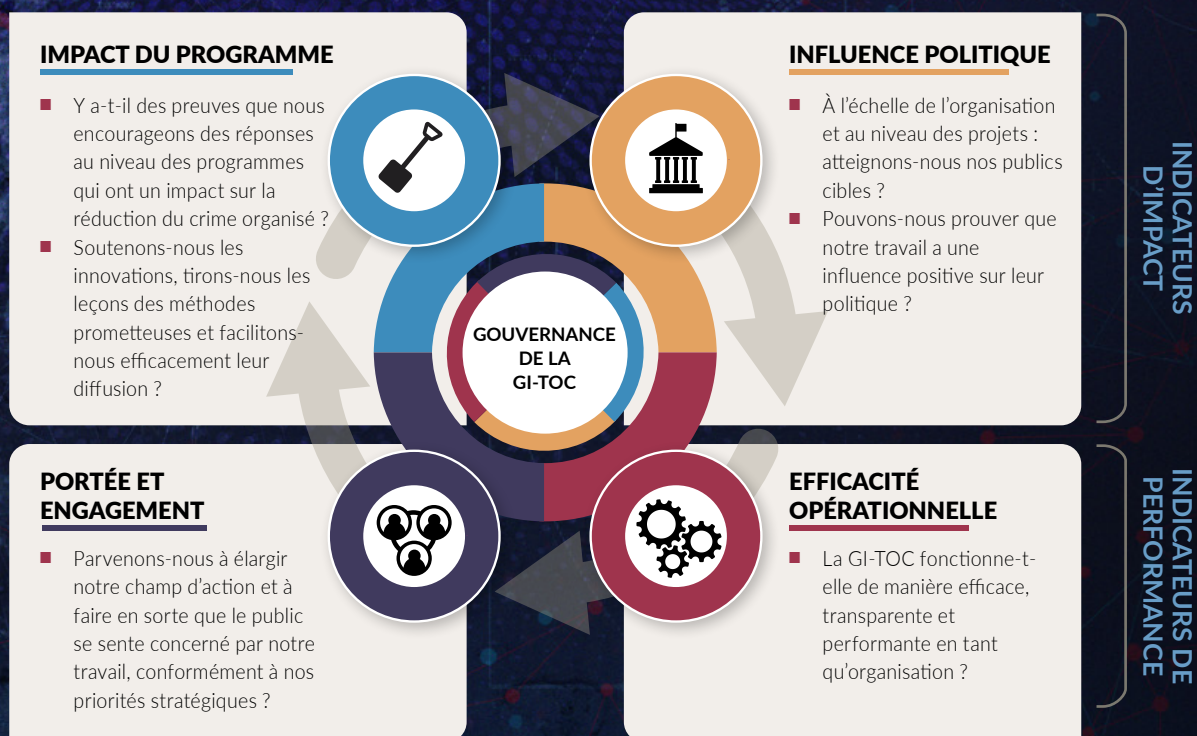 IMPACT DU PROGRAMME
Y a-t-il des preuves que nous
encourageons des réponses
au niveau des programmes
qui ont un impact sur la
réduction du crime organisé ?
Soutenons-nous les
innovations, tirons-nous les
leçons des méthodes
prometteuses et facilitons-
nous efficacement leur
diffusion ?
INFLUENCE POLITIQUE
À l’échelle de l’organisation
et au niveau des projets :
atteignons-nous nos publics
cibles ?
Pouvons-nous prouver que
notre travail a une
influence positive sur leur
politique ?
INDICATEURS
D’IMPACT
GOUVERNANCE
DE LA
GI-TOC
PORTÉE ET
ENGAGEMENT
Parvenons-nous à élargir
notre champ d’action et à
faire en sorte que le public
se sente concerné par notre
travail, conformément à nos
priorités stratégiques ?
EFFICACITÉ
OPÉRATIONNELLE
La GI-TOC fonctionne-t-
elle de manière efficace,
transparente et
performante en tant
qu’organisation ?
INDICATEURS DE
PERFORMANCE